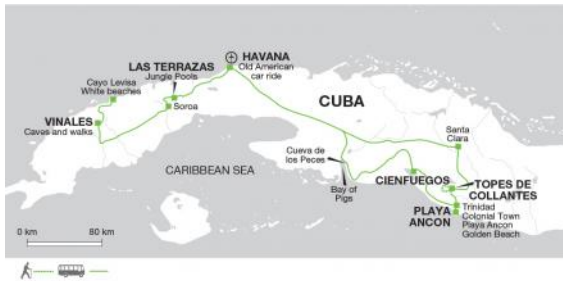 HAVANA
Old American
car ride
LAS TERRAZAS
Jungle Pools
Cayo Levisa
White beaches
Soroa
CUBA
VINALES
Caves and walks
Santa
Clara
Cueva de
los Peces
CARIBBEAN SEA
CIENFUEGOS
TOPES DE
COLLANTES
Bay of
Pigs
PLAYA
ANCON
Trinidad
Colonial Town
Playa Ancon
Golden Beach
0 km
80 km